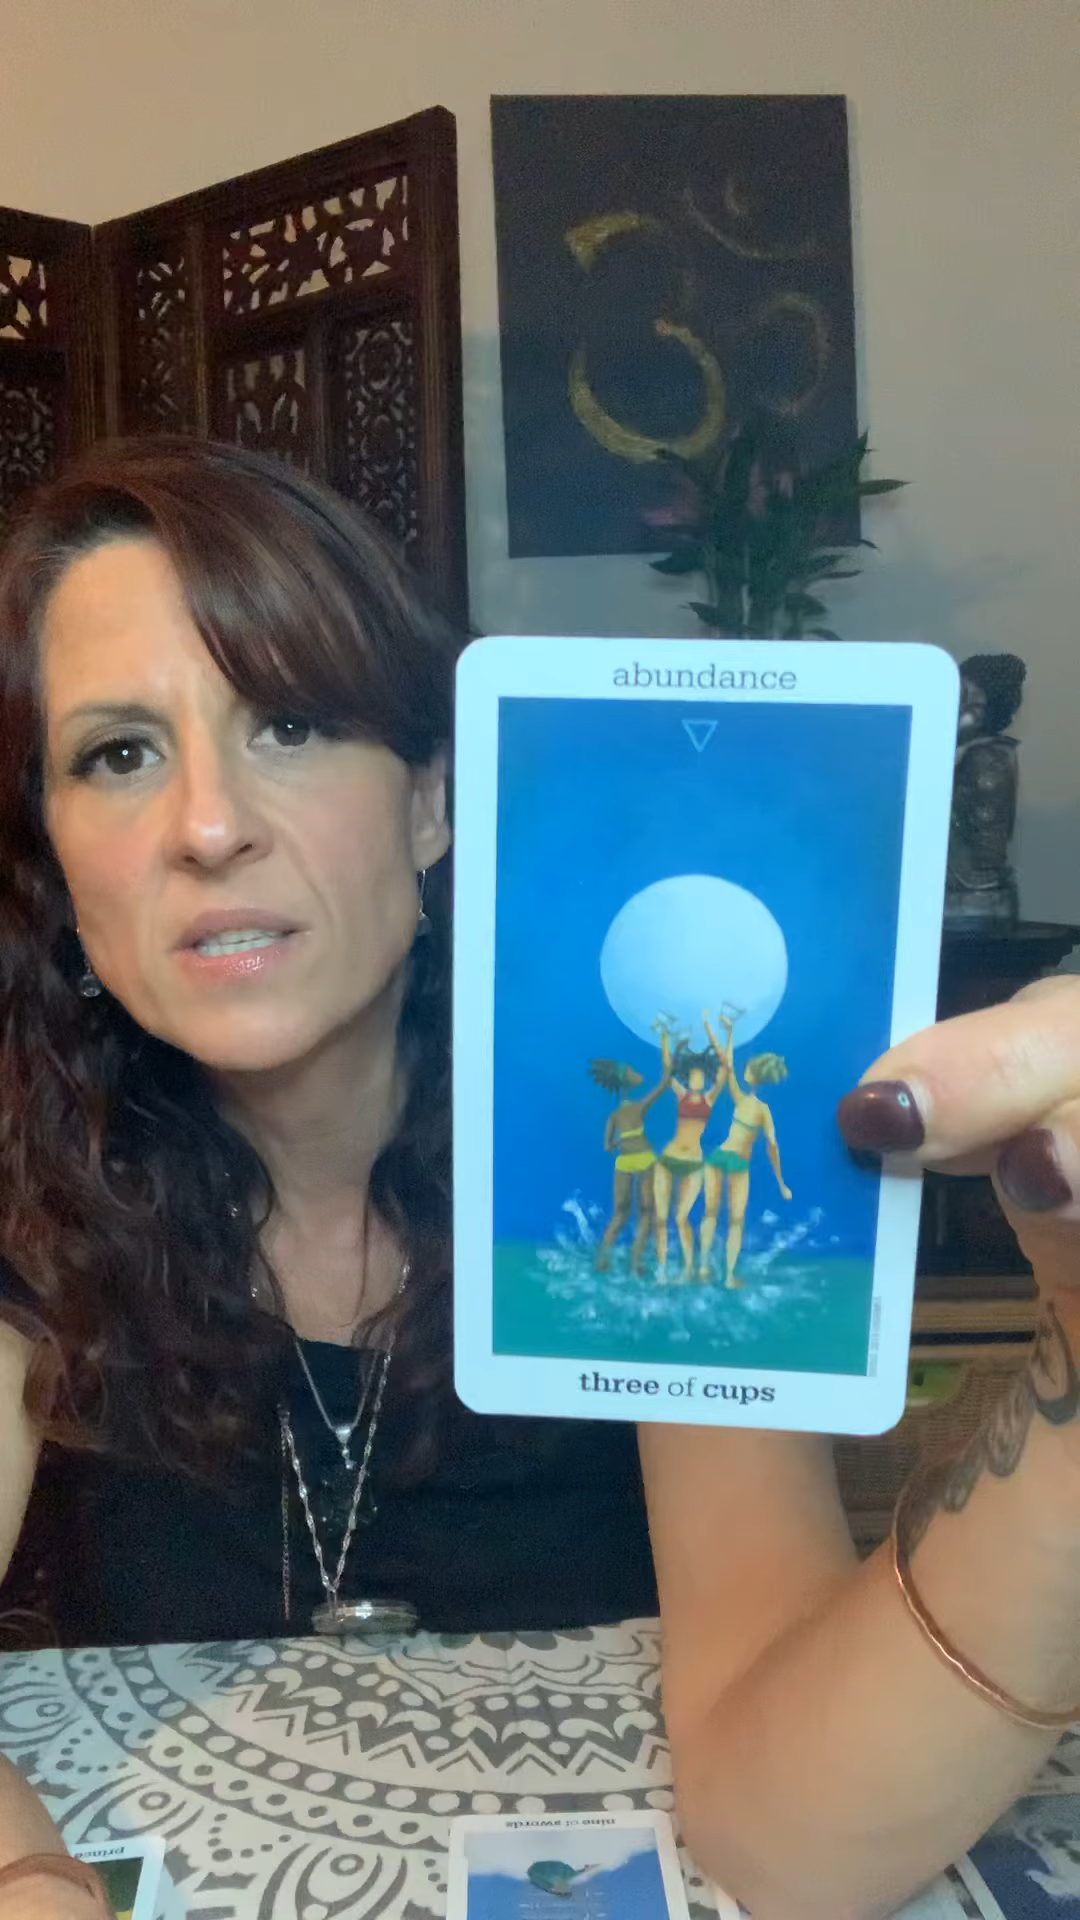 abundance
three of cups
nine of swords
prince